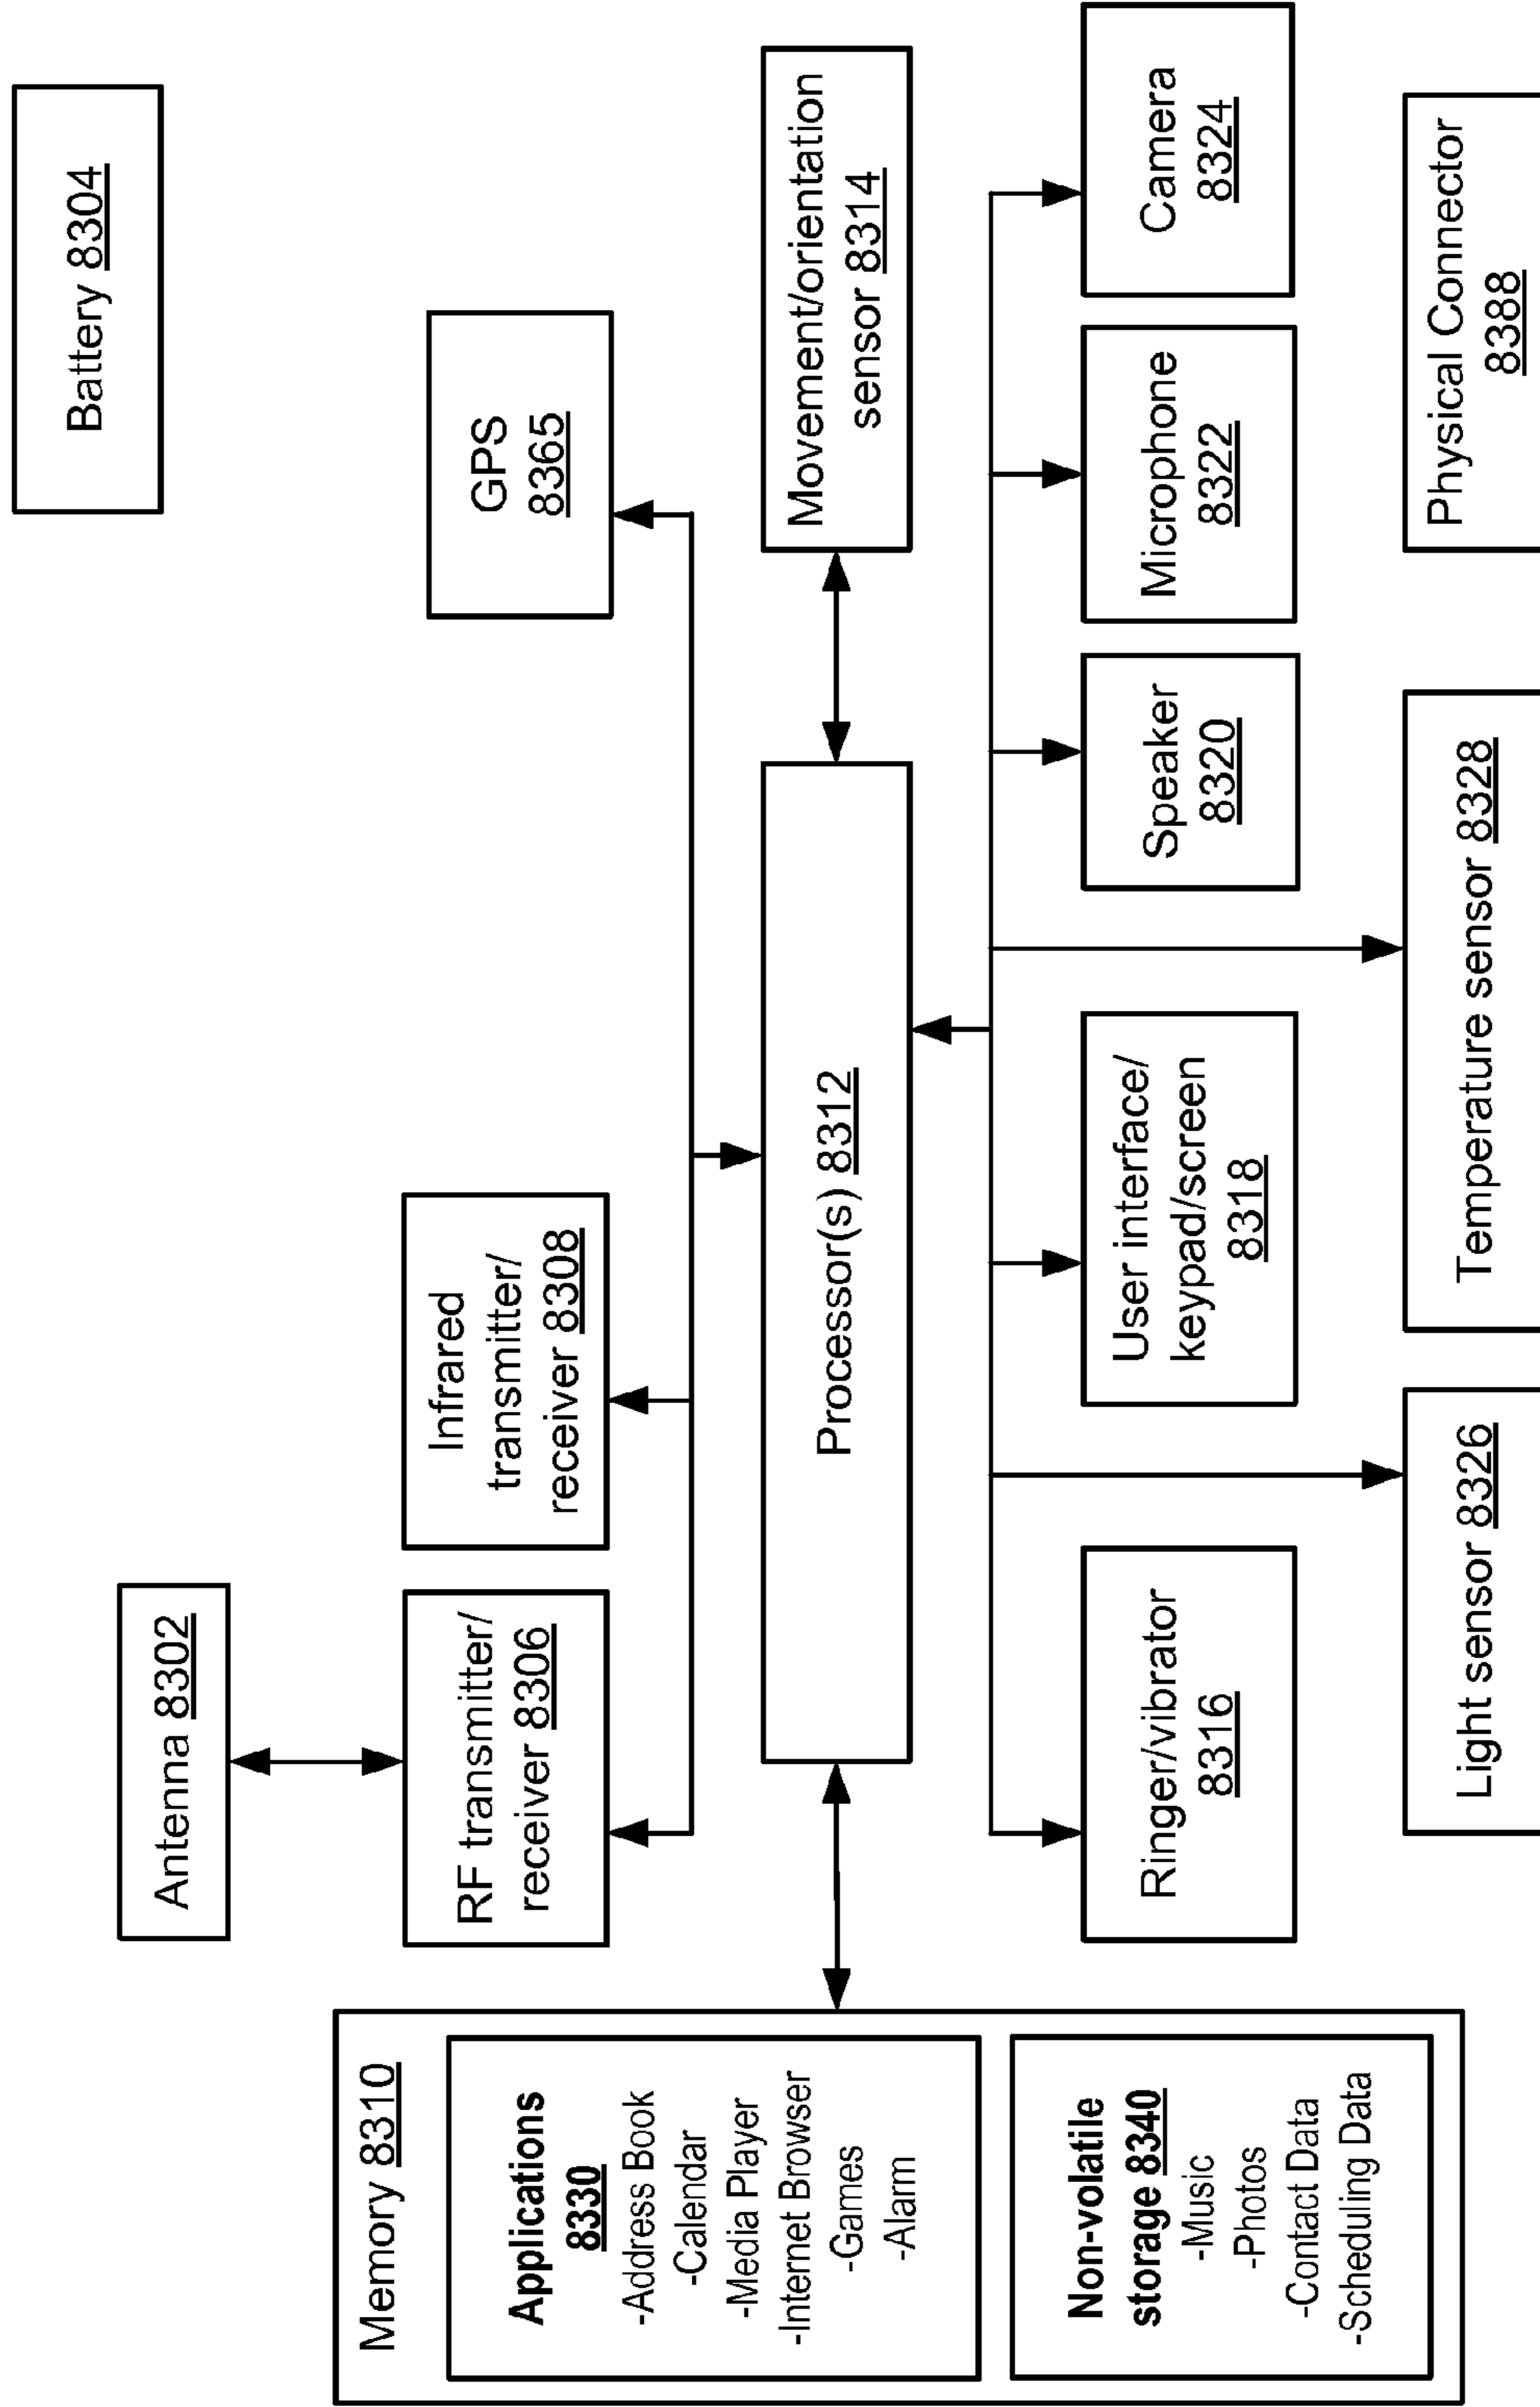 Antenna 8302
Battery 8304
RF transmitter/
receiver 8306
Infrared
transmitter/
receiver 8308
GPS
8365
Memory 8310
Applications
8330
-Address Book
-Calendar
-Media Player
-Internet Browser
-Games
-Alarm
Non-volatile
storage 8340
-Music
-Photos
-Contact Data
-Scheduling Data
Processor(s) 8312
Movement/orientation
sensor 8314
Ringer/vibrator
8316
User interface/
keypad/screen
8318
Speaker
8320
Microphone
8322
Camera
8324
Light sensor 8326
Temperature sensor 8328
Physical Connector
8388